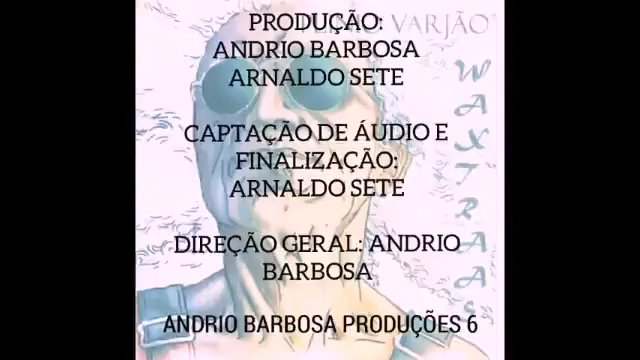 PRODUÇÃO:
VARJÃO
ANDRIO BARBOSA
ARNALDO SETE
CAPTAÇÃO DE ÁUDIO E
FINALIZAÇÃO:
ARNALDO SETE
DIREÇÃO GERAL: ANDRIO
BARBOSA
ANDRIO BARBOSA PRODUÇÕES 6
WAXTRAAS